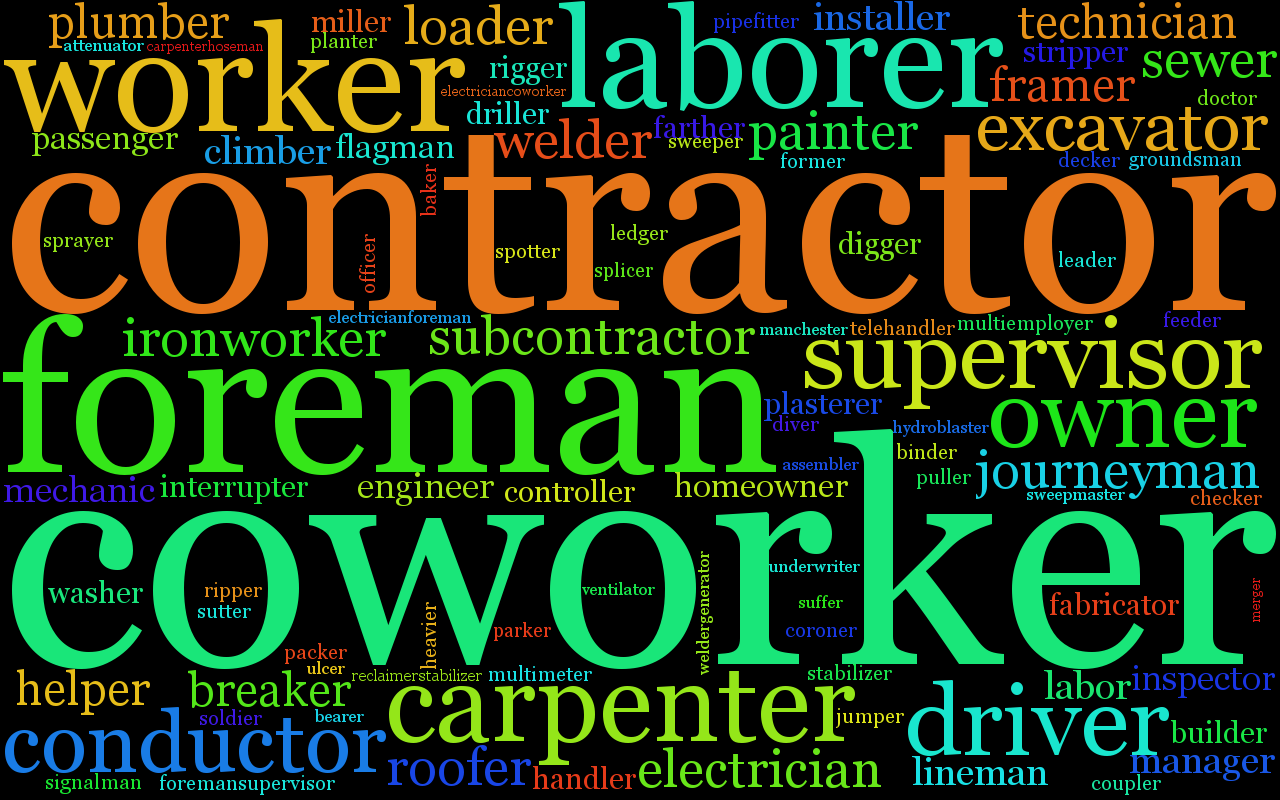 plumber miller loader pipefitter installer technician
attenuator carpenterhoseman planter stripper sewer
worker rigger laborer framer
electriciancoworker doctor
driller
passenger climber flagman welder farther painter excavator
sweeper former decker groundsman
contractor
baker
sprayer officer spotter ledger digger leader
splicer
electricianforeman multiemployer feeder
ironworker subcontractor manchester telehandler
foreman supervisor
plasterer owner
diver hydroblaster
binder
assembler journeyman
mechanic interrupter engineer controller homeowner puller
sweepmaster checker
coworker
washer ripper ventilator underwriter fabricator merger
sutter heavier weldergenerator suffer
parker coroner
packer
ulcer reclaimerstabilizer multimeter stabilizer
helper breaker carpenter labor inspector
soldier bearer jumper driver
conductor builder
roofer handler electrician lineman manager
signalman foremansupervisor coupler